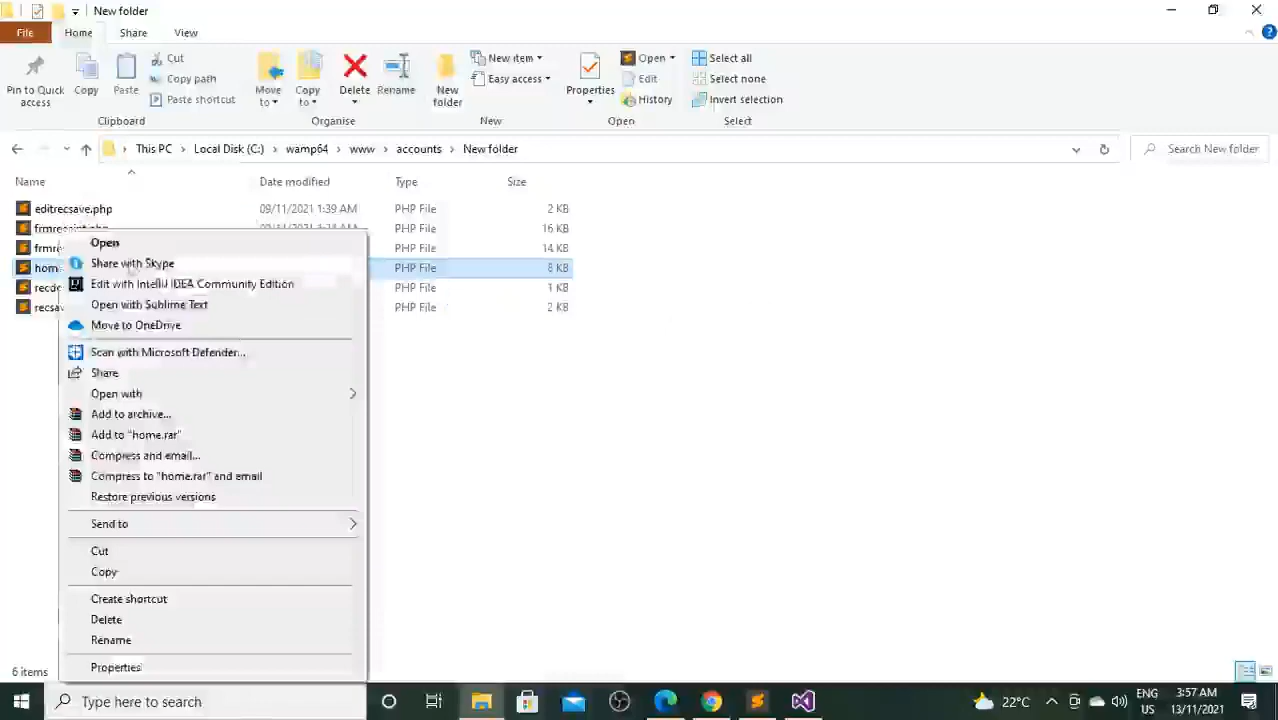 New folder
File
Home
Share
View
Pin to Quick access
Copy
Paste
Cut
Copy path
Paste shortcut
Clipboard
Move to
Copy to
Delete
Rename
Organise
New folder
New item
Easy access
New
Properties
Open
Edit
History
Open
Select all
Select none
Invert selection
Select
This PC
Local Disk (C:)
wamp64
www
accounts
New folder
Search New folder
Name
Date modified
Type
Size
editrecsave.php 09/11/2021 1:39 AM PHP File 2 KB
PHP File 16 KB
frmre PHP File 14 KB
hom PHP File 8 KB
recde PHP File 1 KB
recsa PHP File 2 KB
Open
Share with Skype
Edit with IntelliJ IDEA Community Edition
Open with Sublime Text
Move to OneDrive
Scan with Microsoft Defender...
Share
Open with
Add to archive...
Add to "home.rar"
Compress and email...
Compress to "home.rar" and email
Restore previous versions
Send to
Cut
Copy
Create shortcut
Delete
Rename
Properties
6 items
Type here to search
22°C
ENG
US
3:57 AM
13/11/2021